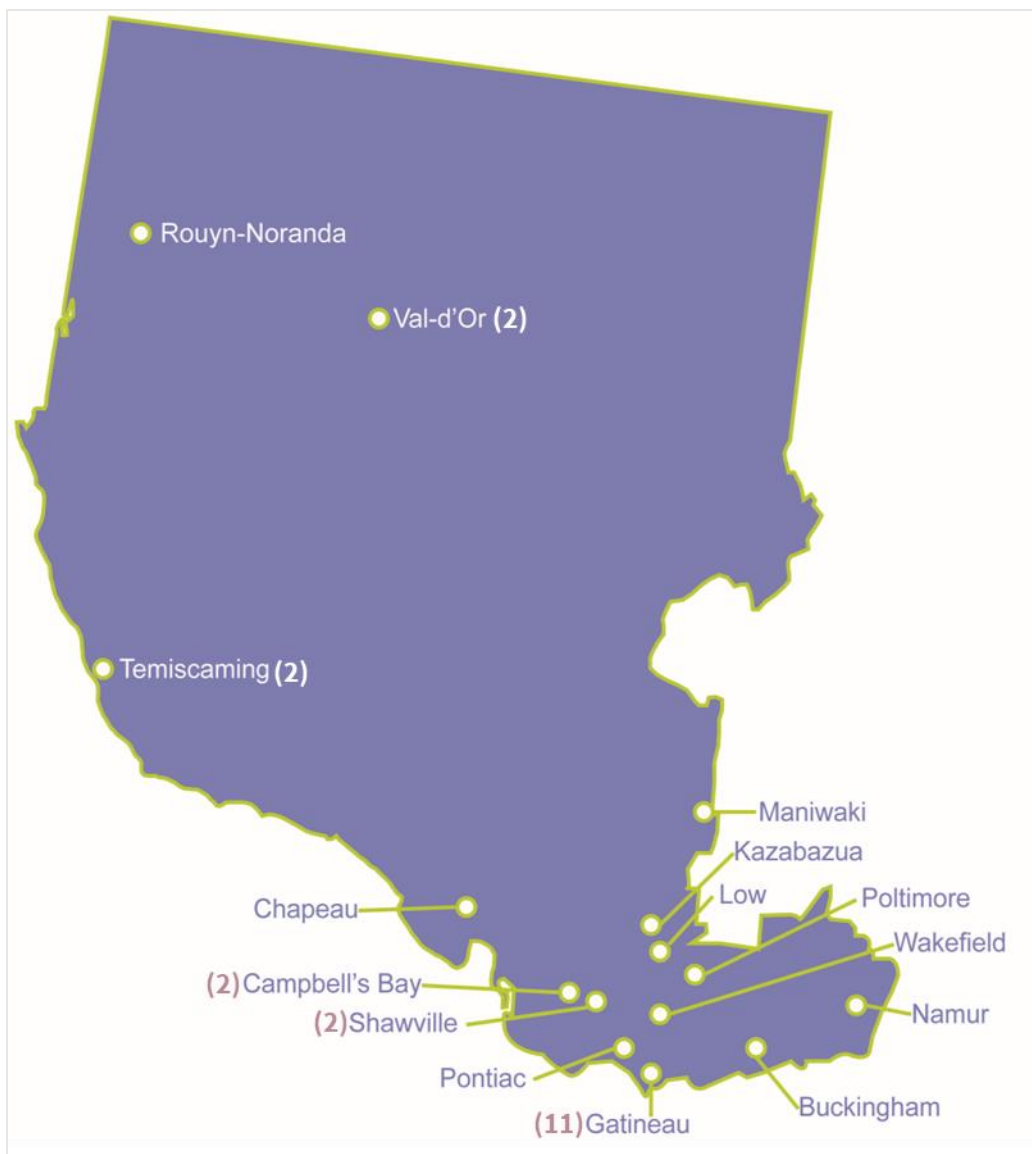 Rouyn-Noranda
Val-d'Or (2)
Temiscaming (2)
Maniwaki
Kazabazua
Low
Poltimore
Chapeau
Wakefield
(2) Campbell's Bay
Namur
(2) Shawville
Pontiac
Buckingham
(11) Gatineau